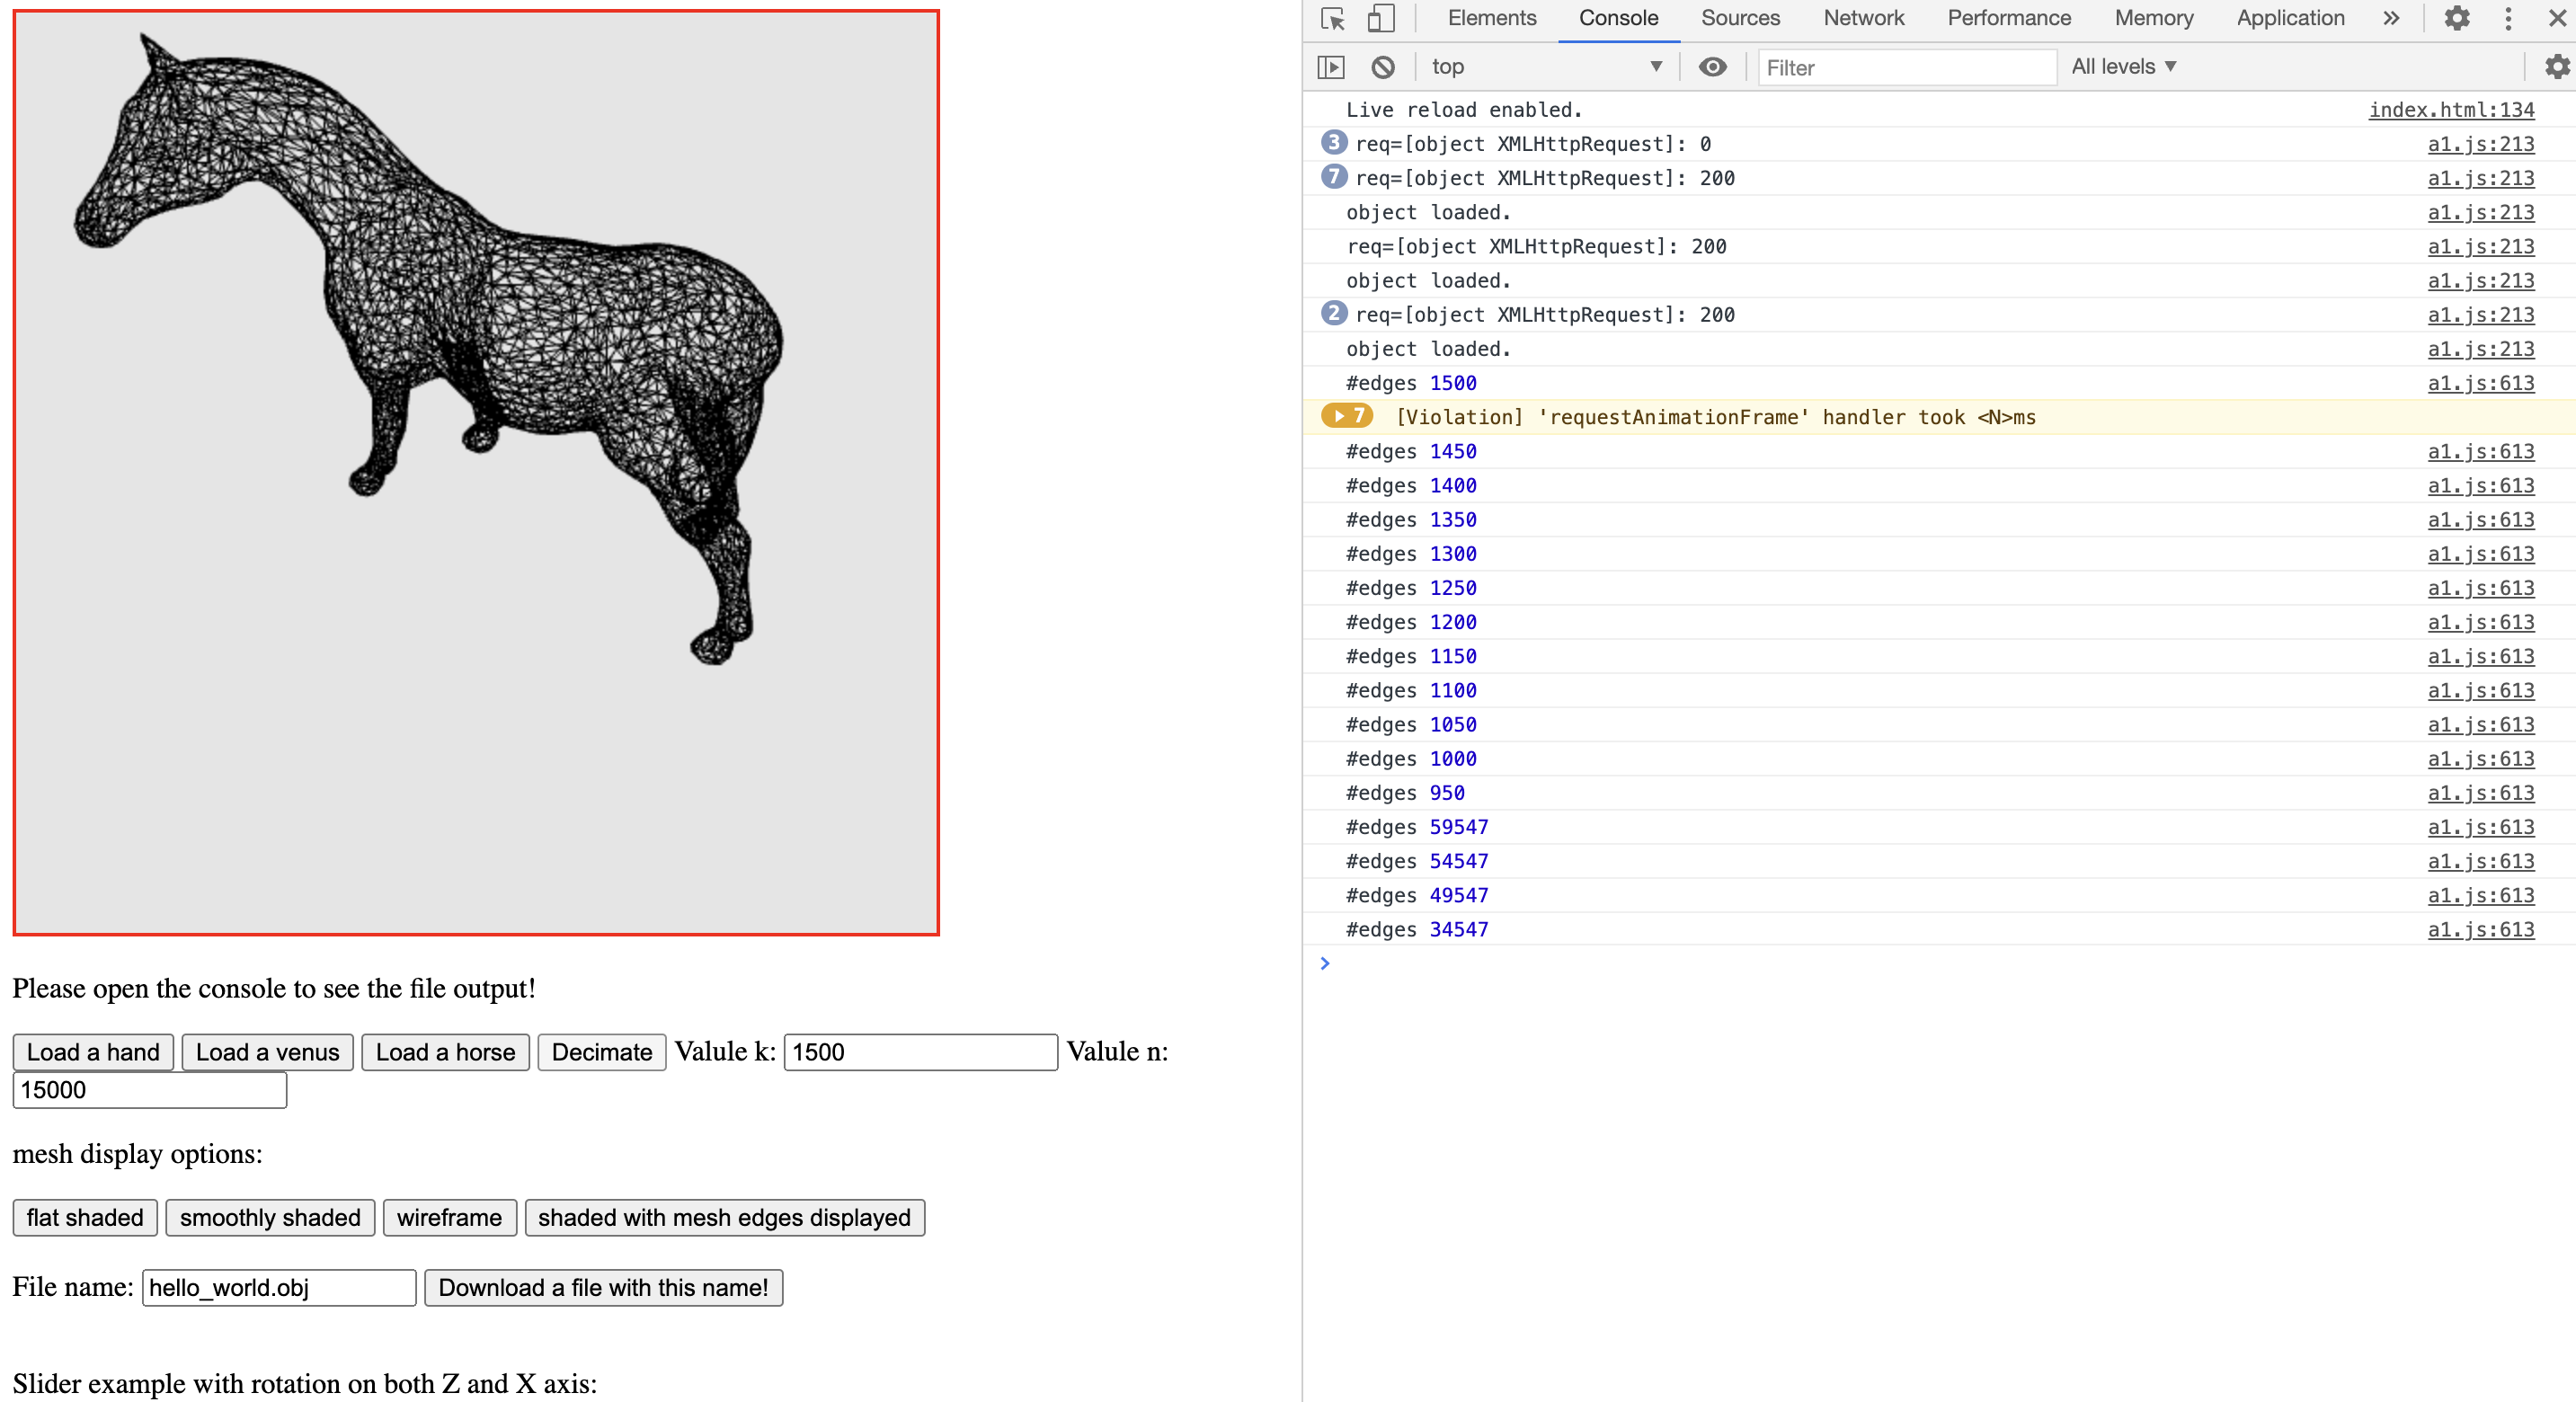 Please open the console to see the file output!
Load a hand Load a venus Load a horse Decimate Valule k: 1500 Valule n:
15000
mesh display options:
flat shaded smoothly shaded wireframe shaded with mesh edges displayed
File name: hello_world.obj Download a file with this name!
Slider example with rotation on both Z and X axis:
Elements Console Sources Network Performance Memory Application »
top ▼ Filter All levels ▼
Live reload enabled. index.html:134
3 req=[object XMLHttpRequest]: 0 a1.js:213
7 req=[object XMLHttpRequest]: 200 a1.js:213
object loaded. a1.js:213
req=[object XMLHttpRequest]: 200 a1.js:213
object loaded. a1.js:213
2 req=[object XMLHttpRequest]: 200 a1.js:213
object loaded. a1.js:213
#edges 1500 a1.js:613
7 [Violation] 'requestAnimationFrame' handler took <N>ms
#edges 1450 a1.js:613
#edges 1400 a1.js:613
#edges 1350 a1.js:613
#edges 1300 a1.js:613
#edges 1250 a1.js:613
#edges 1200 a1.js:613
#edges 1150 a1.js:613
#edges 1100 a1.js:613
#edges 1050 a1.js:613
#edges 1000 a1.js:613
#edges 950 a1.js:613
#edges 59547 a1.js:613
#edges 54547 a1.js:613
#edges 49547 a1.js:613
#edges 34547 a1.js:613